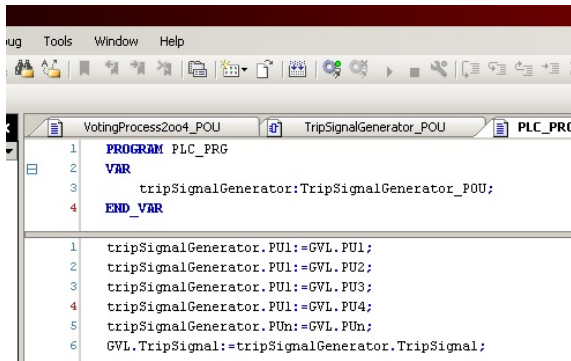 bug Tools Window Help
VotingProcess2oo4_POU TripSignalGenerator_POU PLC_PRG
1 PROGRAM PLC_PRG
2 VAR
3 tripSignalGenerator:TripSignalGenerator_POU;
4 END_VAR
1 tripSignalGenerator.PU1:=GVL.PU1;
2 tripSignalGenerator.PU1:=GVL.PU2;
3 tripSignalGenerator.PU1:=GVL.PU3;
4 tripSignalGenerator.PU1:=GVL.PU4;
5 tripSignalGenerator.PUn:=GVL.PUn;
6 GVL.TripSignal:=tripSignalGenerator.TripSignal;